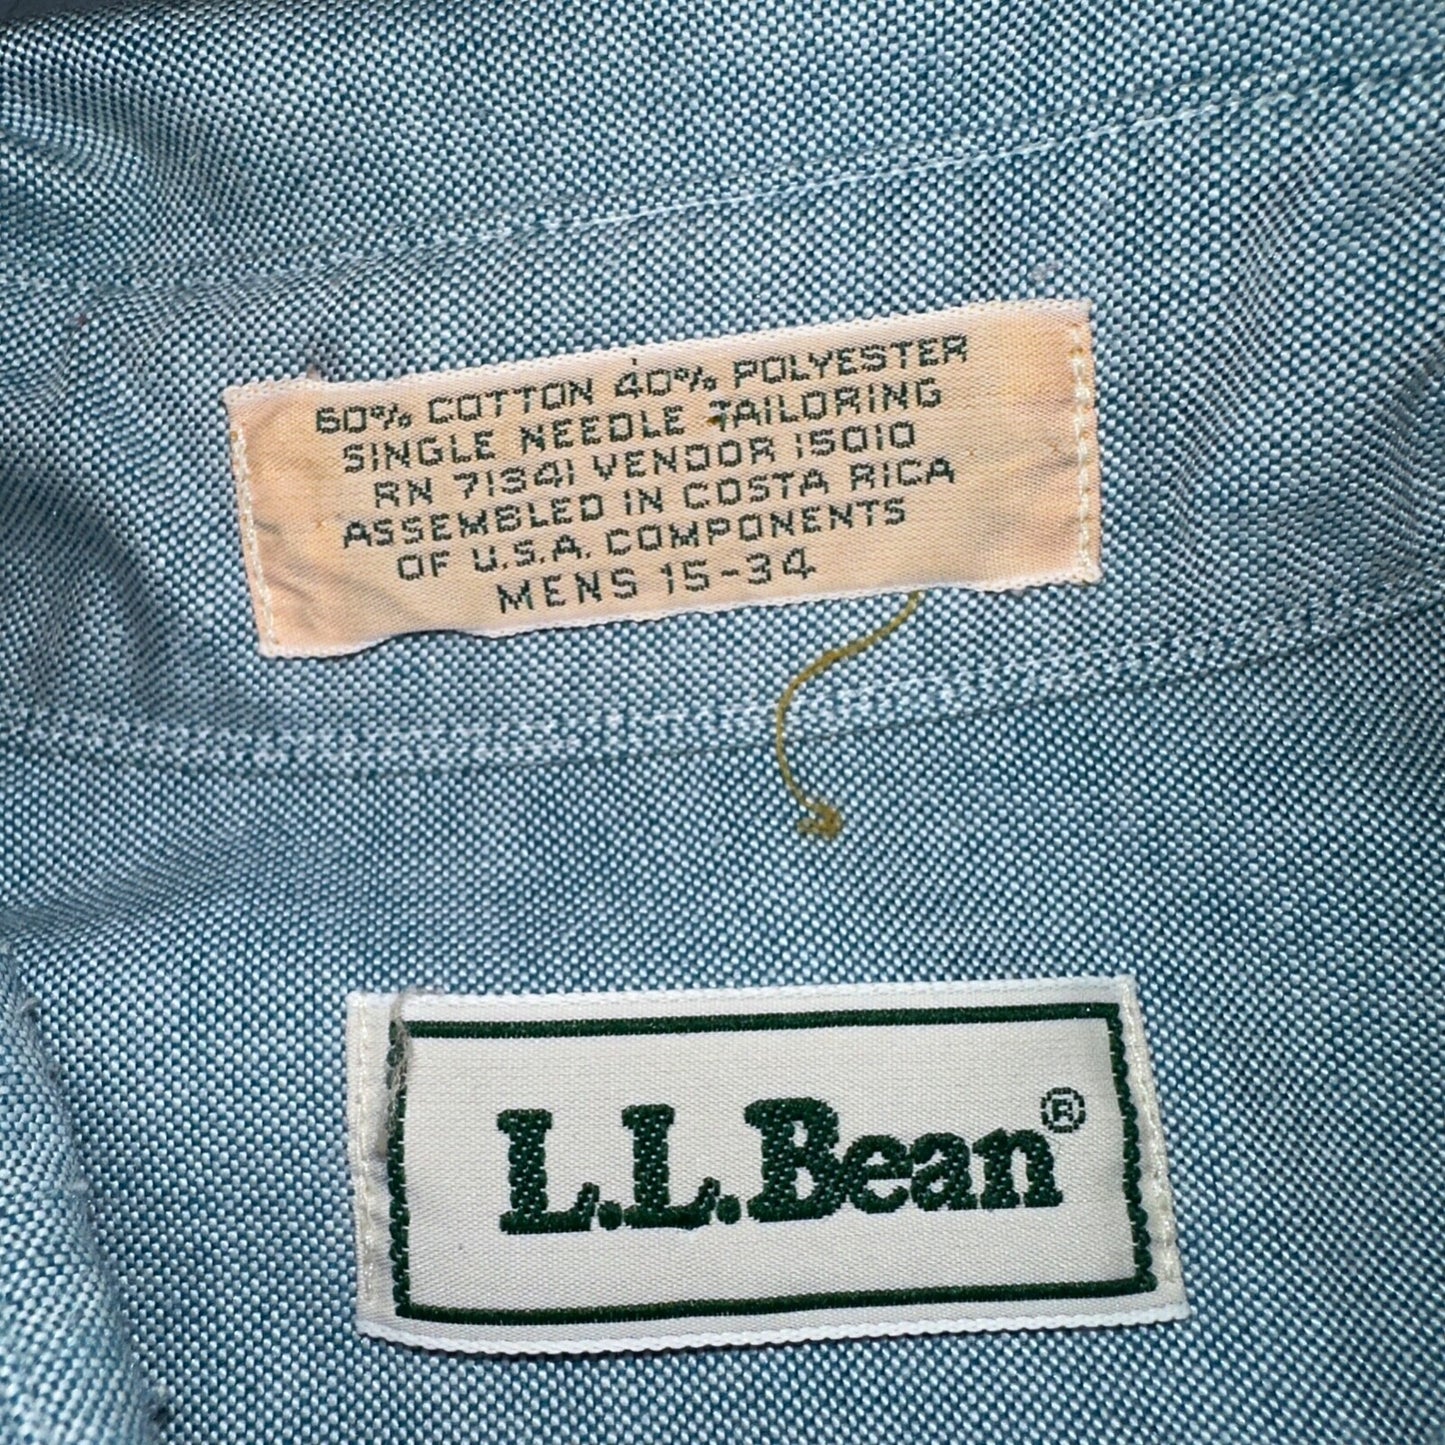 60% COTTON 40% POLYESTER
SINGLE NEEDLE TAILORING
RN 71341 VENDOR 15010
ASSEMBLED IN COSTA RICA
OF U.S.A. COMPONENTS
MENS 15-34
L.L.Bean®